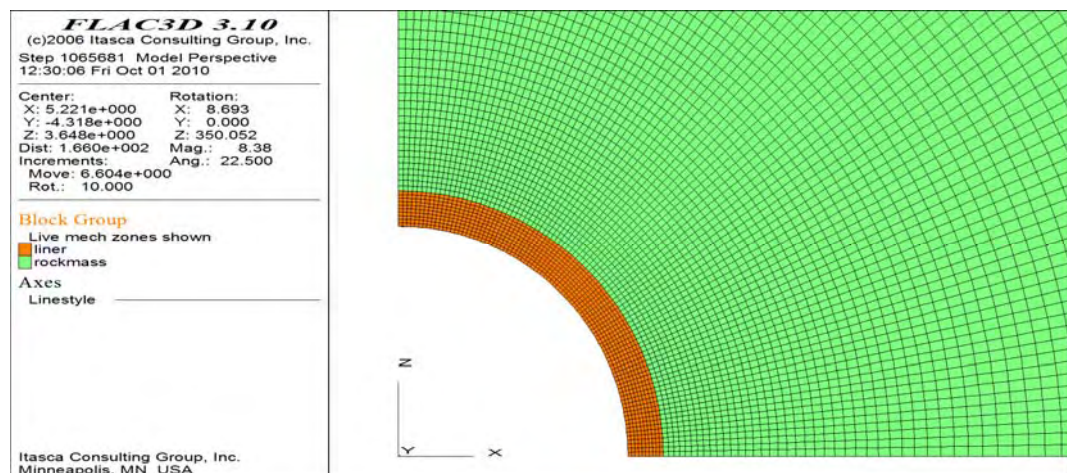 FLAC3D 3.10
(c)2006 Itasca Consulting Group, Inc.
Step 1065681 Model Perspective
12:30:06 Fri Oct 01 2010
Center: Rotation:
X: 5.221e+000 X: 8.693
Y: -4.318e+000 Y: 0.000
Z: 3.648e+000 Z: 350.052
Dist: 1.660e+002 Mag.: 8.38
Increments: Ang.: 22.500
Move: 6.604e+000
Rot.: 10.000
Block Group
Live mech zones shown
liner
rockmass
Axes
Linestyle
Z
Y X
Itasca Consulting Group, Inc.
Minneapolis, MN USA